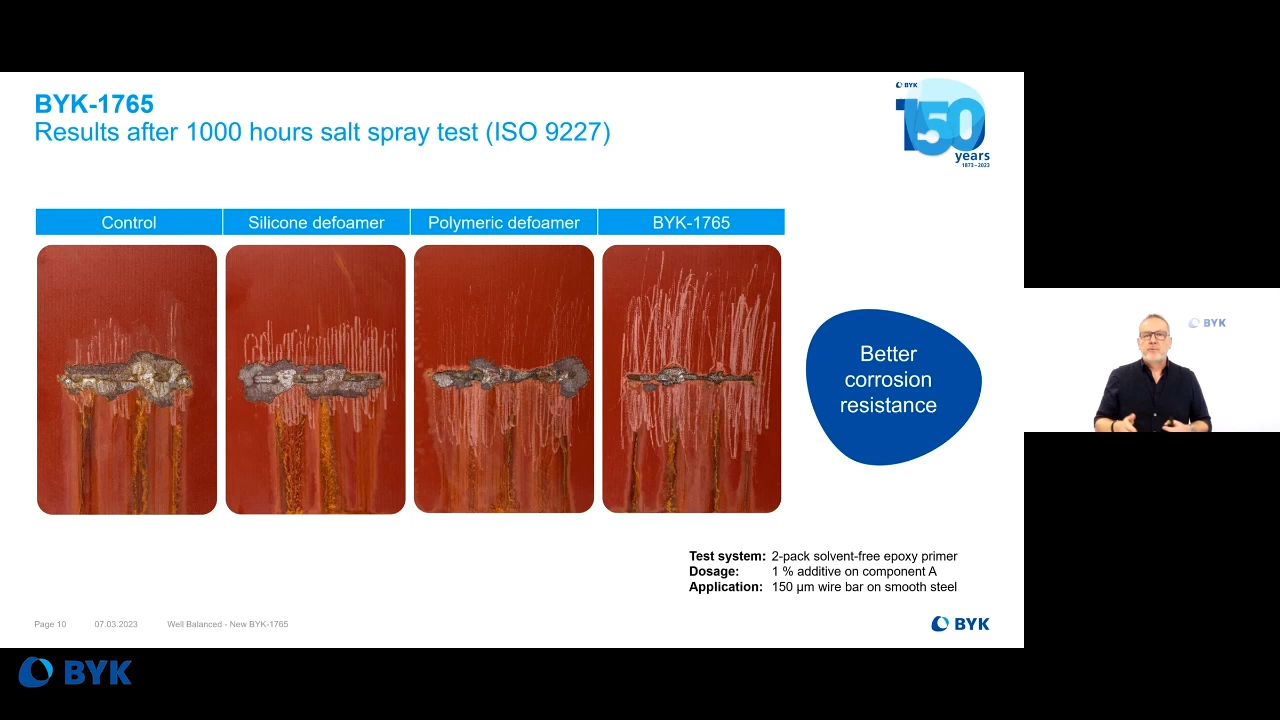 BYK-1765
Results after 1000 hours salt spray test (ISO 9227)
BYK
150
years
1873–2023
Control
Silicone defoamer
Polymeric defoamer
BYK-1765
Better
corrosion
resistance
BYK
Test system: 2-pack solvent-free epoxy primer
Dosage: 1 % additive on component A
Application: 150 µm wire bar on smooth steel
Page 10
07.03.2023
Well Balanced - New BYK-1765
BYK
BYK